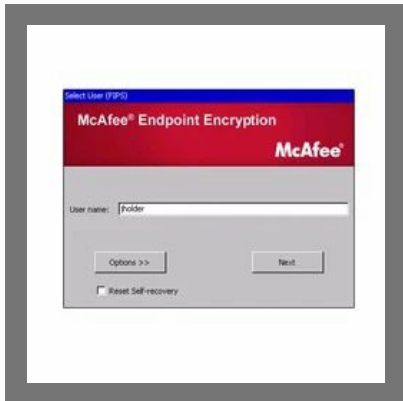 Select User (FIPS)
McAfee® Endpoint Encryption
McAfee®
User name: jholder
Options >>
Next
Reset Self-recovery